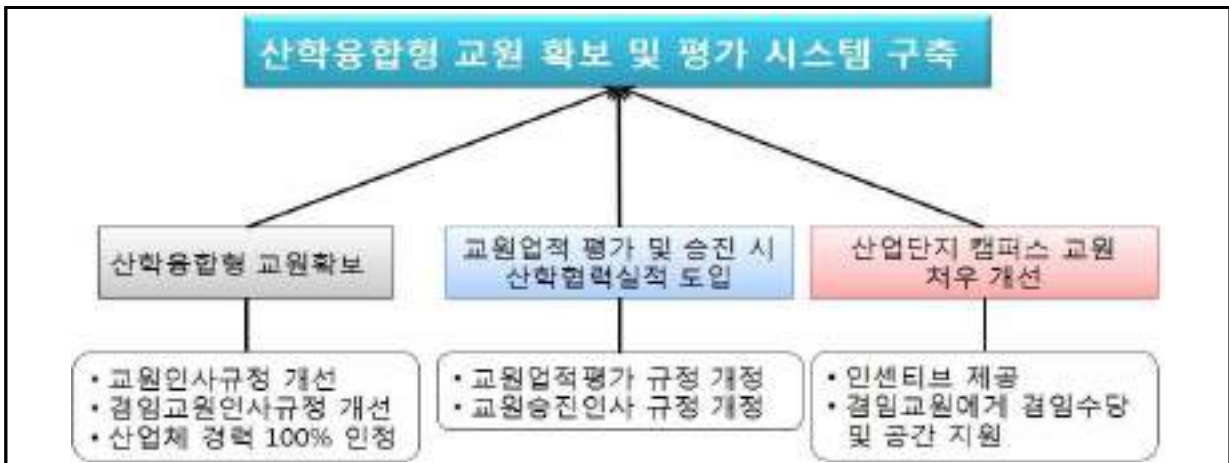 산학융합형 교원 확보 및 평가 시스템 구축
산학융합형 교원확보
교원업적 평가 및 승진 시
산학협력실적 도입
산업단지 캠퍼스 교원
처우 개선
• 교원인사규정 개선
• 겸임교원인사규정 개선
• 산업체 경력 100% 인정
• 교원업적평가 규정 개정
• 교원승진인사 규정 개정
• 인센티브 제공
• 겸임교원에게 겸임수당
및 공간 지원